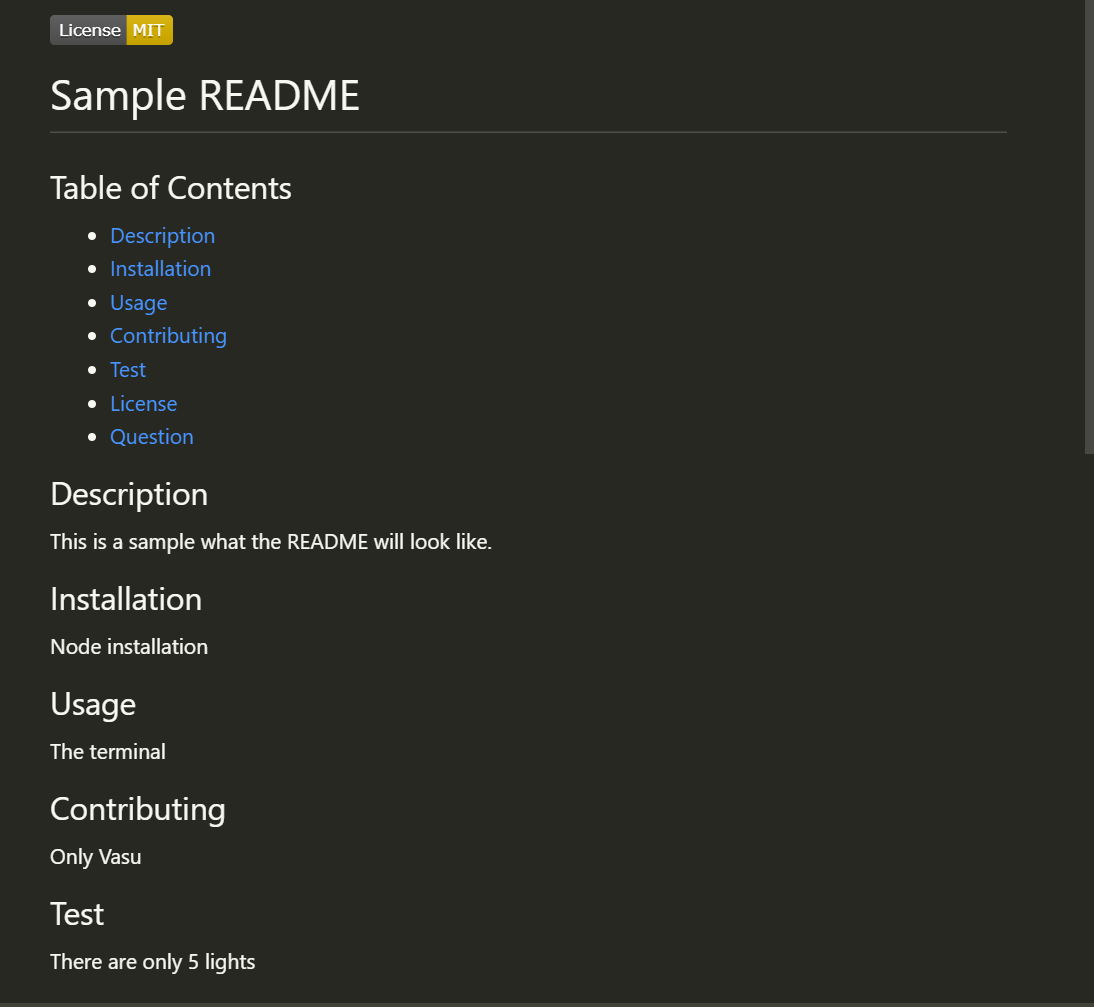 License MIT
Sample README
Table of Contents
Description
Installation
Usage
Contributing
Test
License
Question
Description
This is a sample what the README will look like.
Installation
Node installation
Usage
The terminal
Contributing
Only Vasu
Test
There are only 5 lights